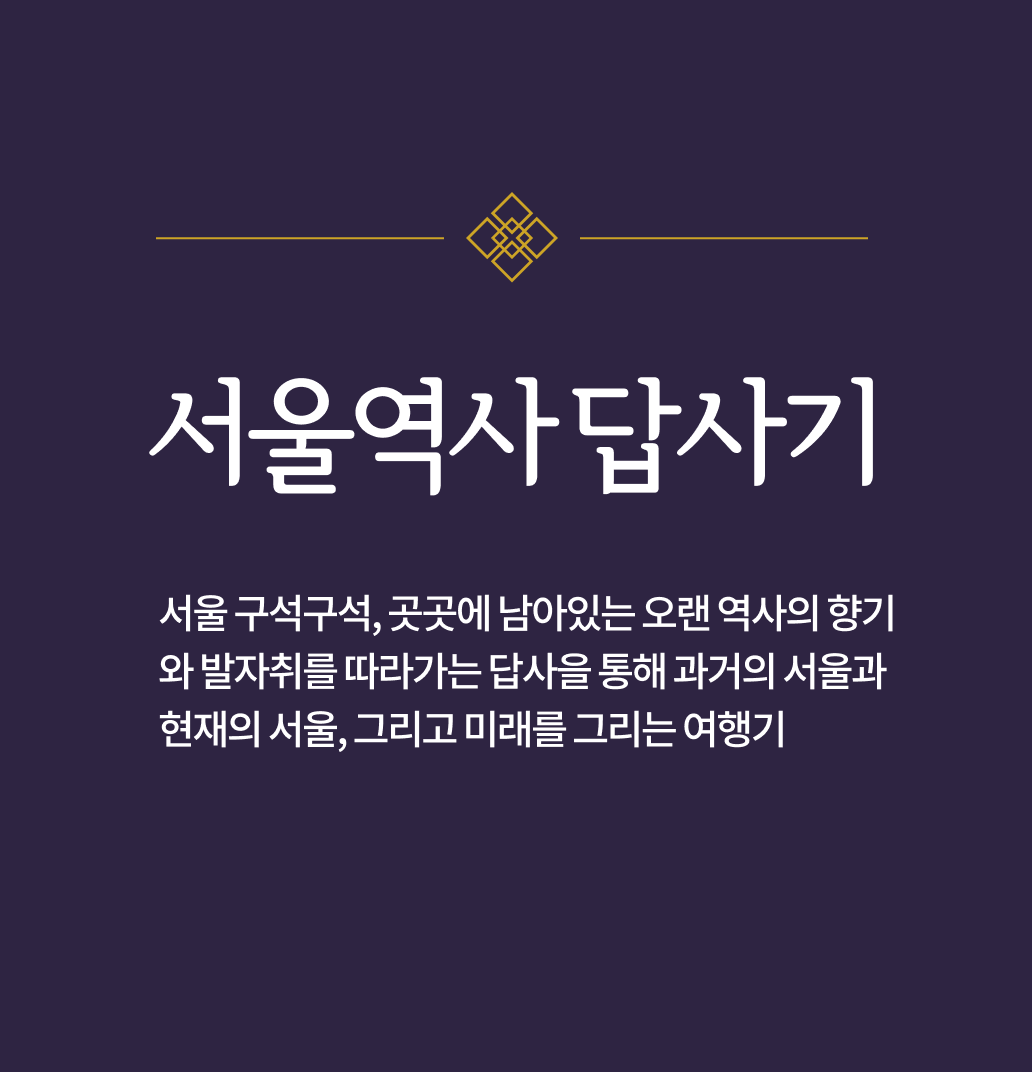 서울역사 답사기
서울 구석구석, 곳곳에 남아있는 오랜 역사의 향기
와 발자취를 따라가는 답사을 통해 과거의 서울과
현재의 서울, 그리고 미래를 그리는 여행기